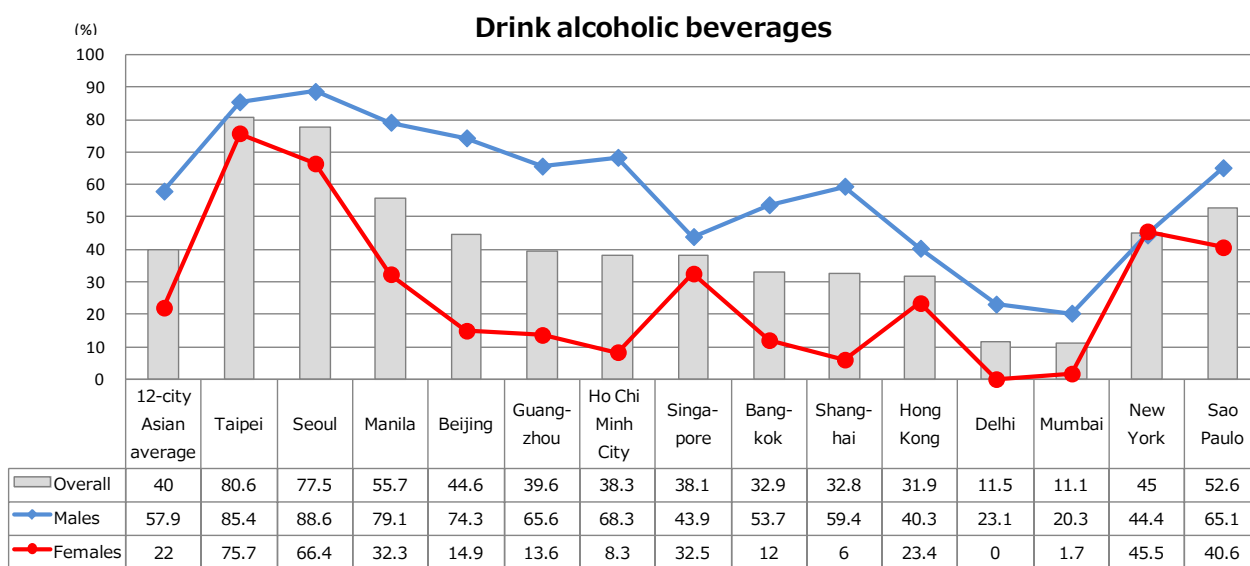 Drink alcoholic beverages
(%)
100
90
80
70
60
50
40
30
20
10
0
12-city
Asian
average
Taipei
Seoul
Manila
Beijing
Guang-
zhou
Ho Chi
Minh
City
Singa-
pore
Bang-
kok
Shang-
hai
Hong
Kong
Delhi
Mumbai
New
York
Sao
Paulo
Overall 40 80.6 77.5 55.7 44.6 39.6 38.3 38.1 32.9 32.8 31.9 11.5 11.1 45 52.6
Males 57.9 85.4 88.6 79.1 74.3 65.6 68.3 43.9 53.7 59.4 40.3 23.1 20.3 44.4 65.1
Females 22 75.7 66.4 32.3 14.9 13.6 8.3 32.5 12 6 23.4 0 1.7 45.5 40.6